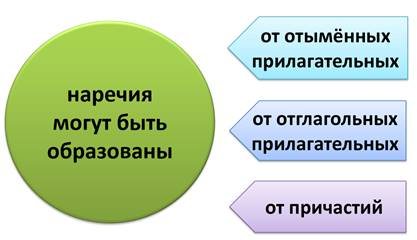 наречия
могут быть
образованы
от отымённых
прилагательных
от отглагольных
прилагательных
от причастий